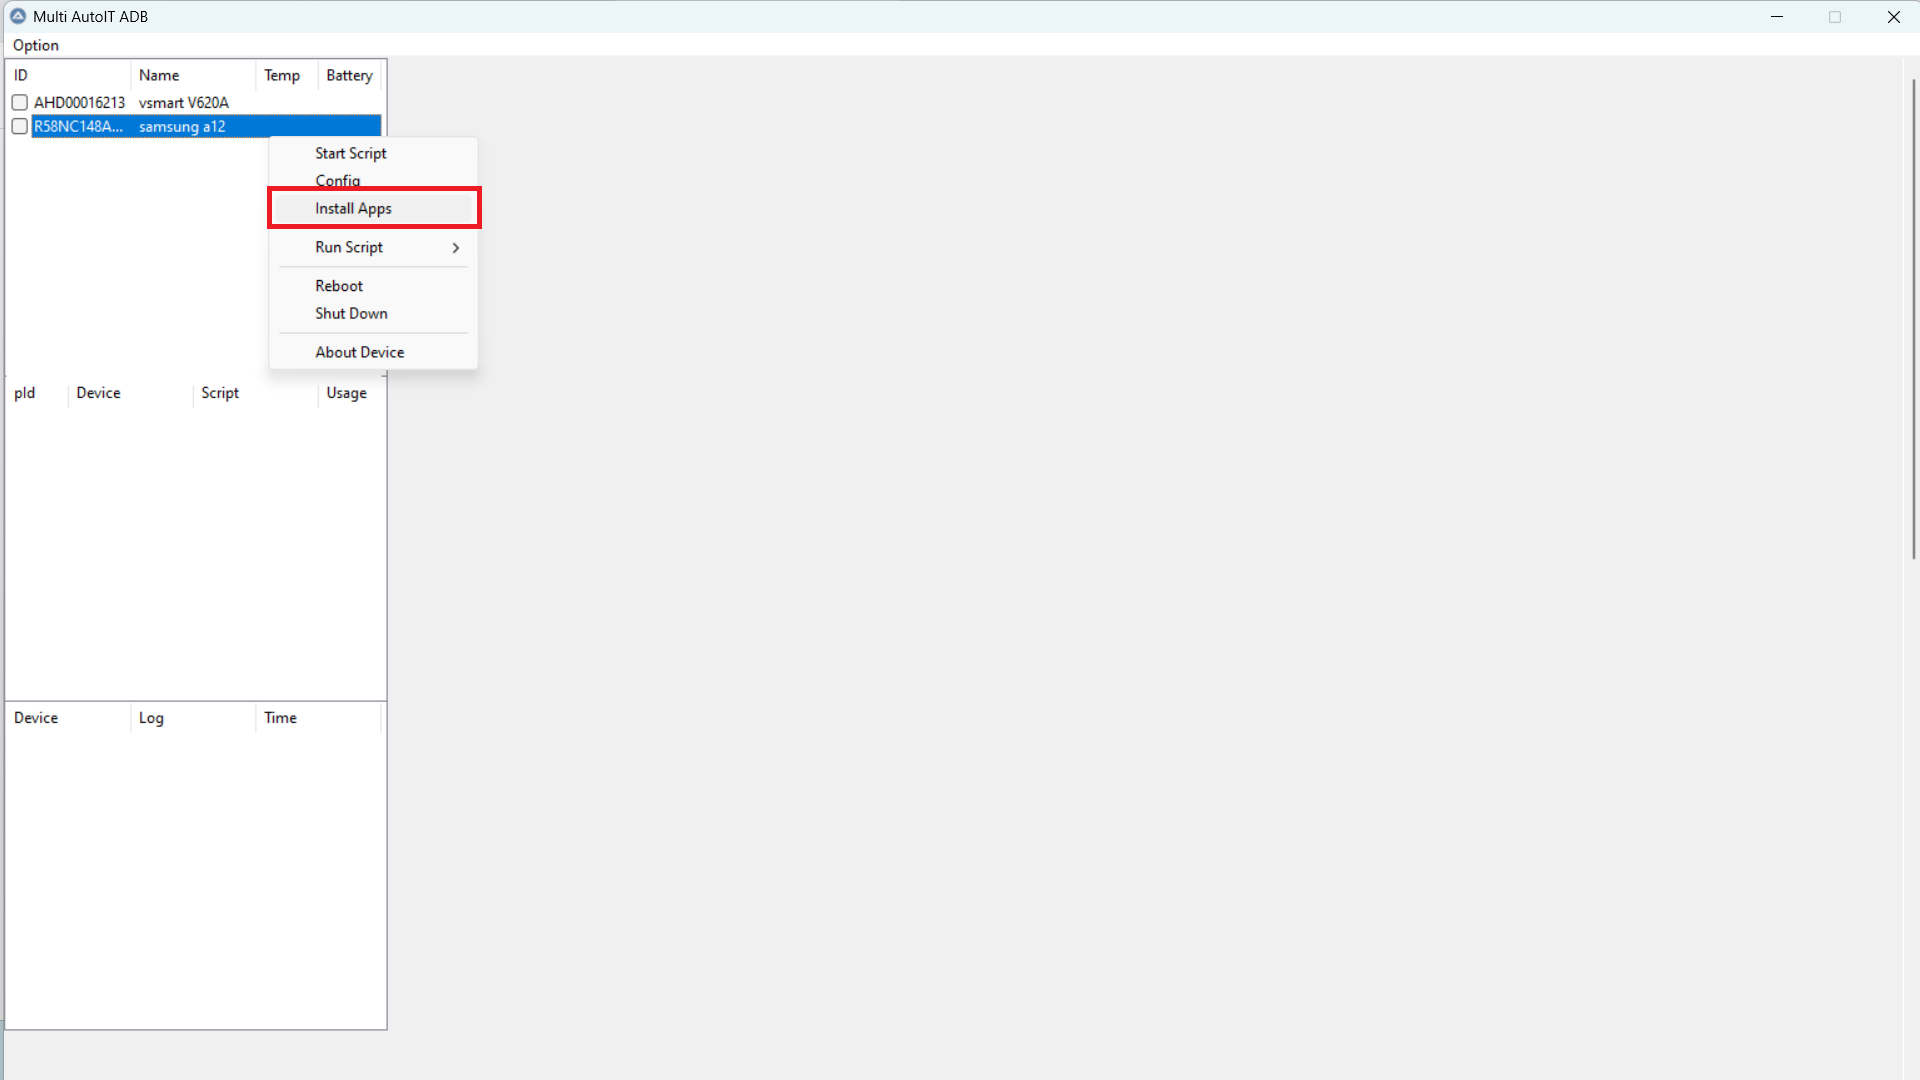 Multi AutoIT ADB
Option
ID Name Temp Battery
AHD00016213 vsmart V620A
R58NC148A... samsung a12
Start Script
Config
Install Apps
Run Script
Reboot
Shut Down
About Device
pId Device Script Usage
Device Log Time